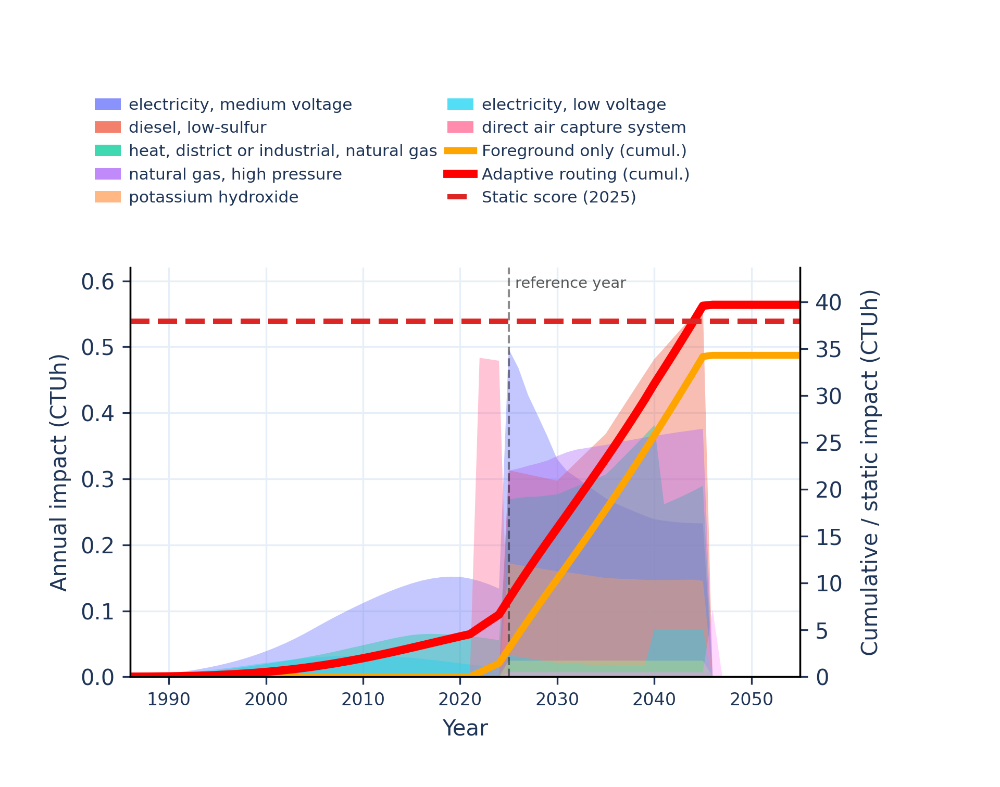 electricity, medium voltage
diesel, low-sulfur
heat, district or industrial, natural gas
natural gas, high pressure
potassium hydroxide
electricity, low voltage
direct air capture system
Foreground only (cumul.)
Adaptive routing (cumul.)
Static score (2025)
reference year
Annual impact (CTUh)
0.6
0.5
0.4
0.3
0.2
0.1
0.0
Cumulative / static impact (CTUh)
40
35
30
25
20
15
10
5
0
1990 2000 2010 2020 2030 2040 2050
Year